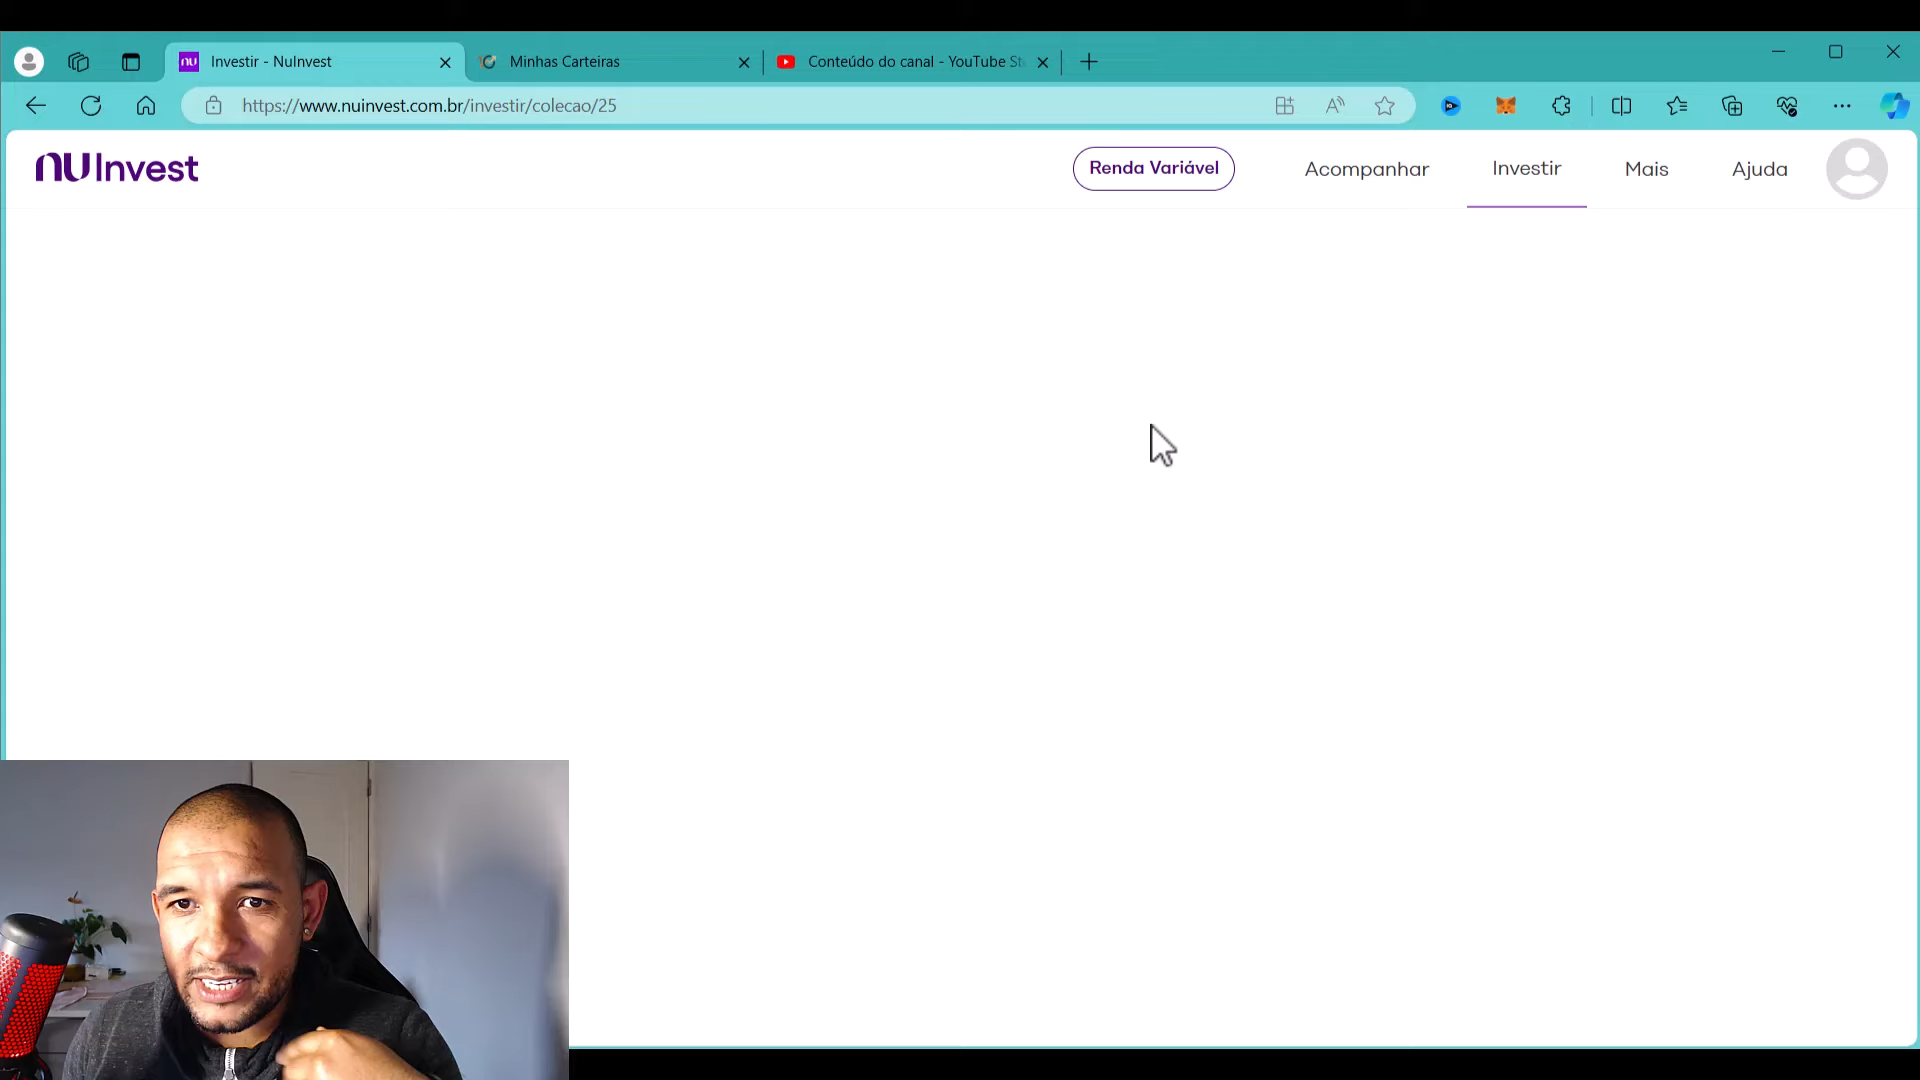 nu Investir - NuInvest
Minhas Carteiras
Conteúdo do canal - YouTube St
https://www.nuinvest.com.br/investir/colecao/25
nuInvest
Renda Variável
Acompanhar
Investir
Mais
Ajuda